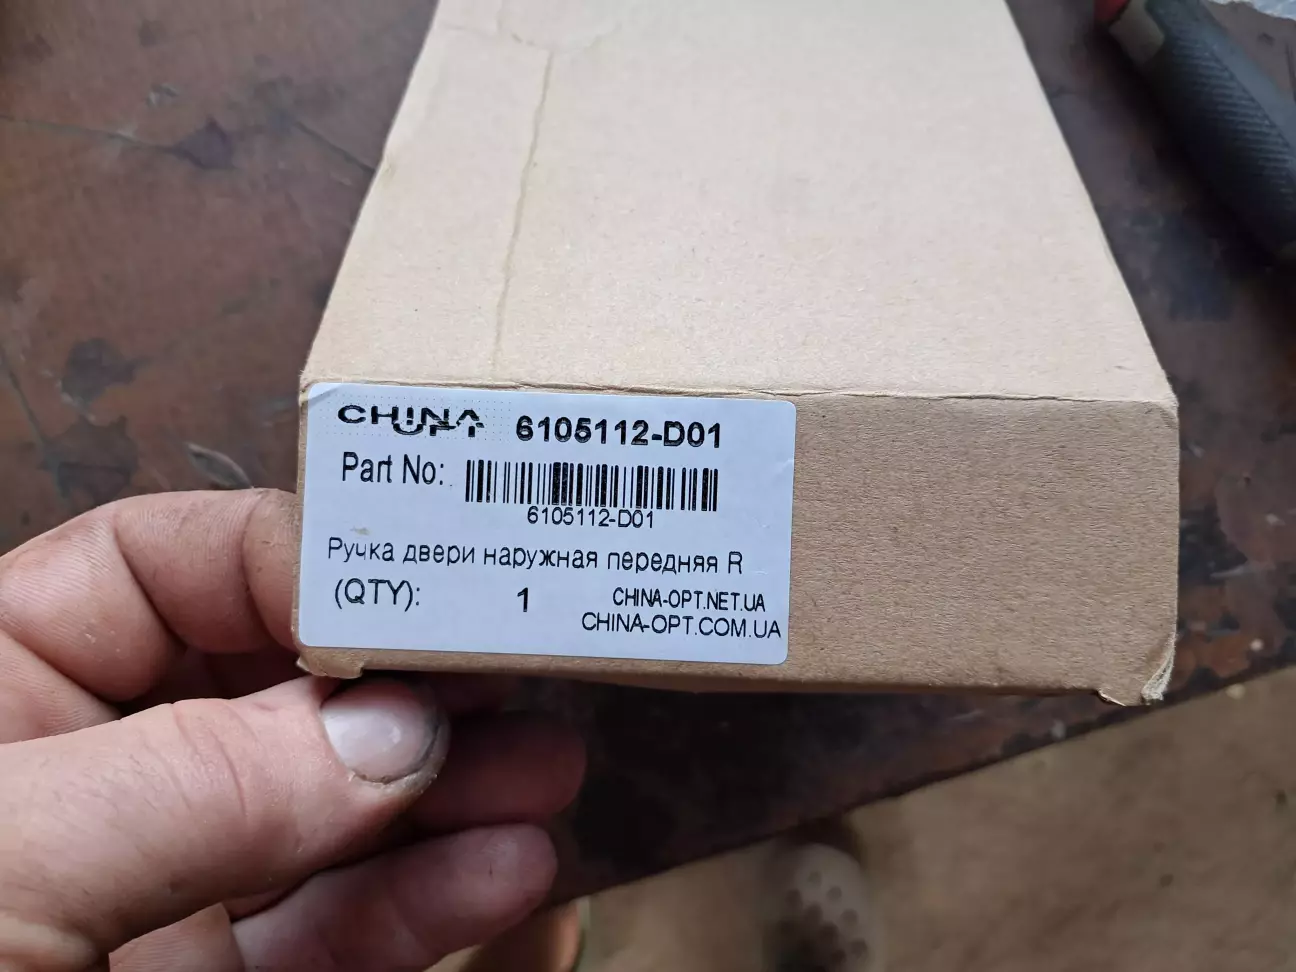 CHINA OPT 6105112-D01
Part No:
6105112-D01
Ручка двери наружная передняя R
(QTY): 1 CHINA-OPT.NET.UA
CHINA-OPT.COM.UA